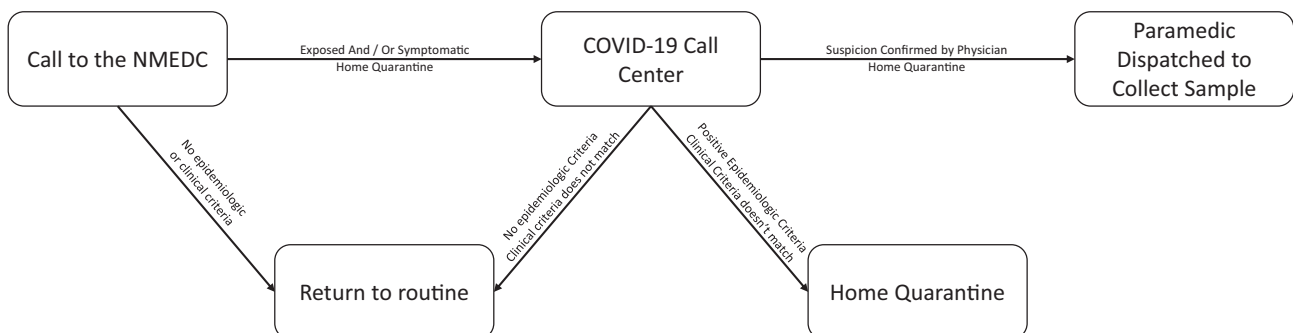 Call to the NMEDC
Exposed And / Or Symptomatic
Home Quarantine
COVID-19 Call
Center
Suspicion Confirmed by Physician
Home Quarantine
Paramedic
Dispatched to
Collect Sample
No epidemiologic
or clinical criteria
No epidemiologic Criteria
Clinical criteria does not match
Positive Epidemiologic Criteria
Clinical Criteria doesn't match
Return to routine
Home Quarantine